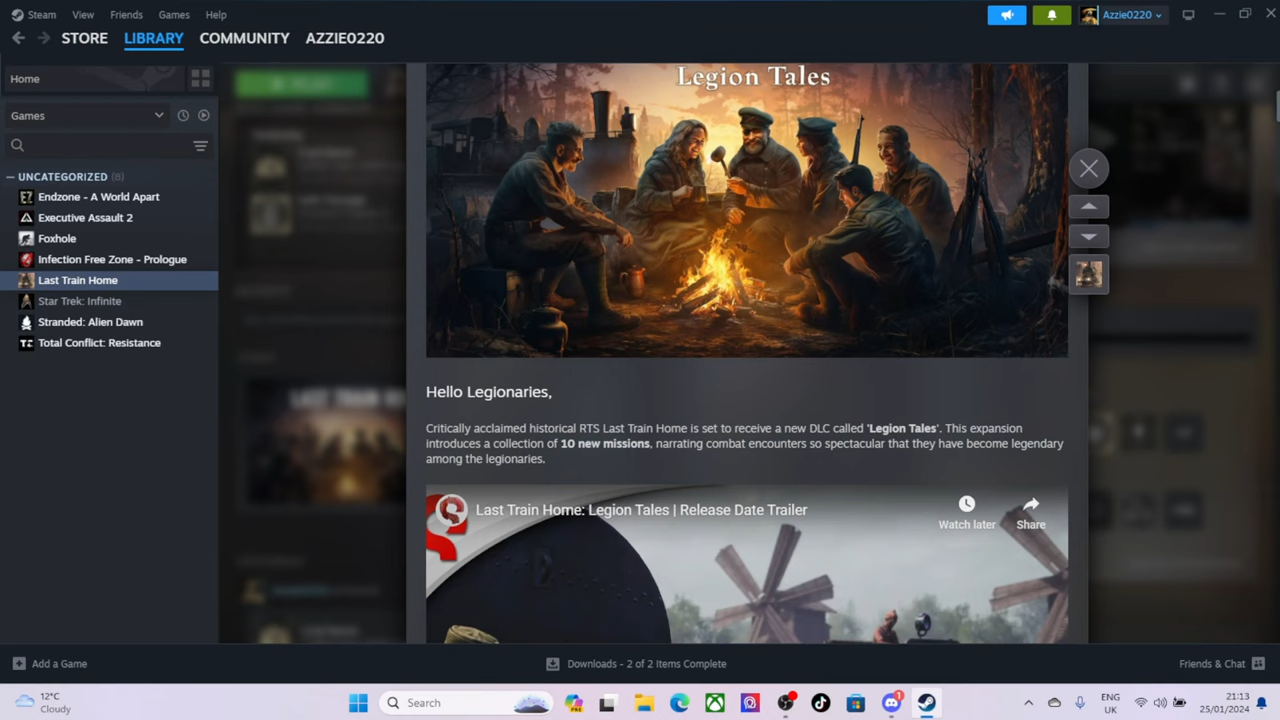 Steam View Friends Games Help
Azzie0220
STORE LIBRARY COMMUNITY AZZIE0220
Home
Games
UNCATEGORIZED (8)
Endzone - A World Apart
Executive Assault 2
Foxhole
Infection Free Zone - Prologue
Last Train Home
Star Trek: Infinite
Stranded: Alien Dawn
Total Conflict: Resistance
Legion Tales
Hello Legionaries,
Critically acclaimed historical RTS Last Train Home is set to receive a new DLC called 'Legion Tales'. This expansion
introduces a collection of 10 new missions, narrating combat encounters so spectacular that they have become legendary
among the legionaries.
Last Train Home: Legion Tales | Release Date Trailer
Watch later
Share
Add a Game
Downloads - 2 of 2 Items Complete
Friends & Chat
12°C
Cloudy
Search
PRE
1
ENG
UK
21:13
25/01/2024